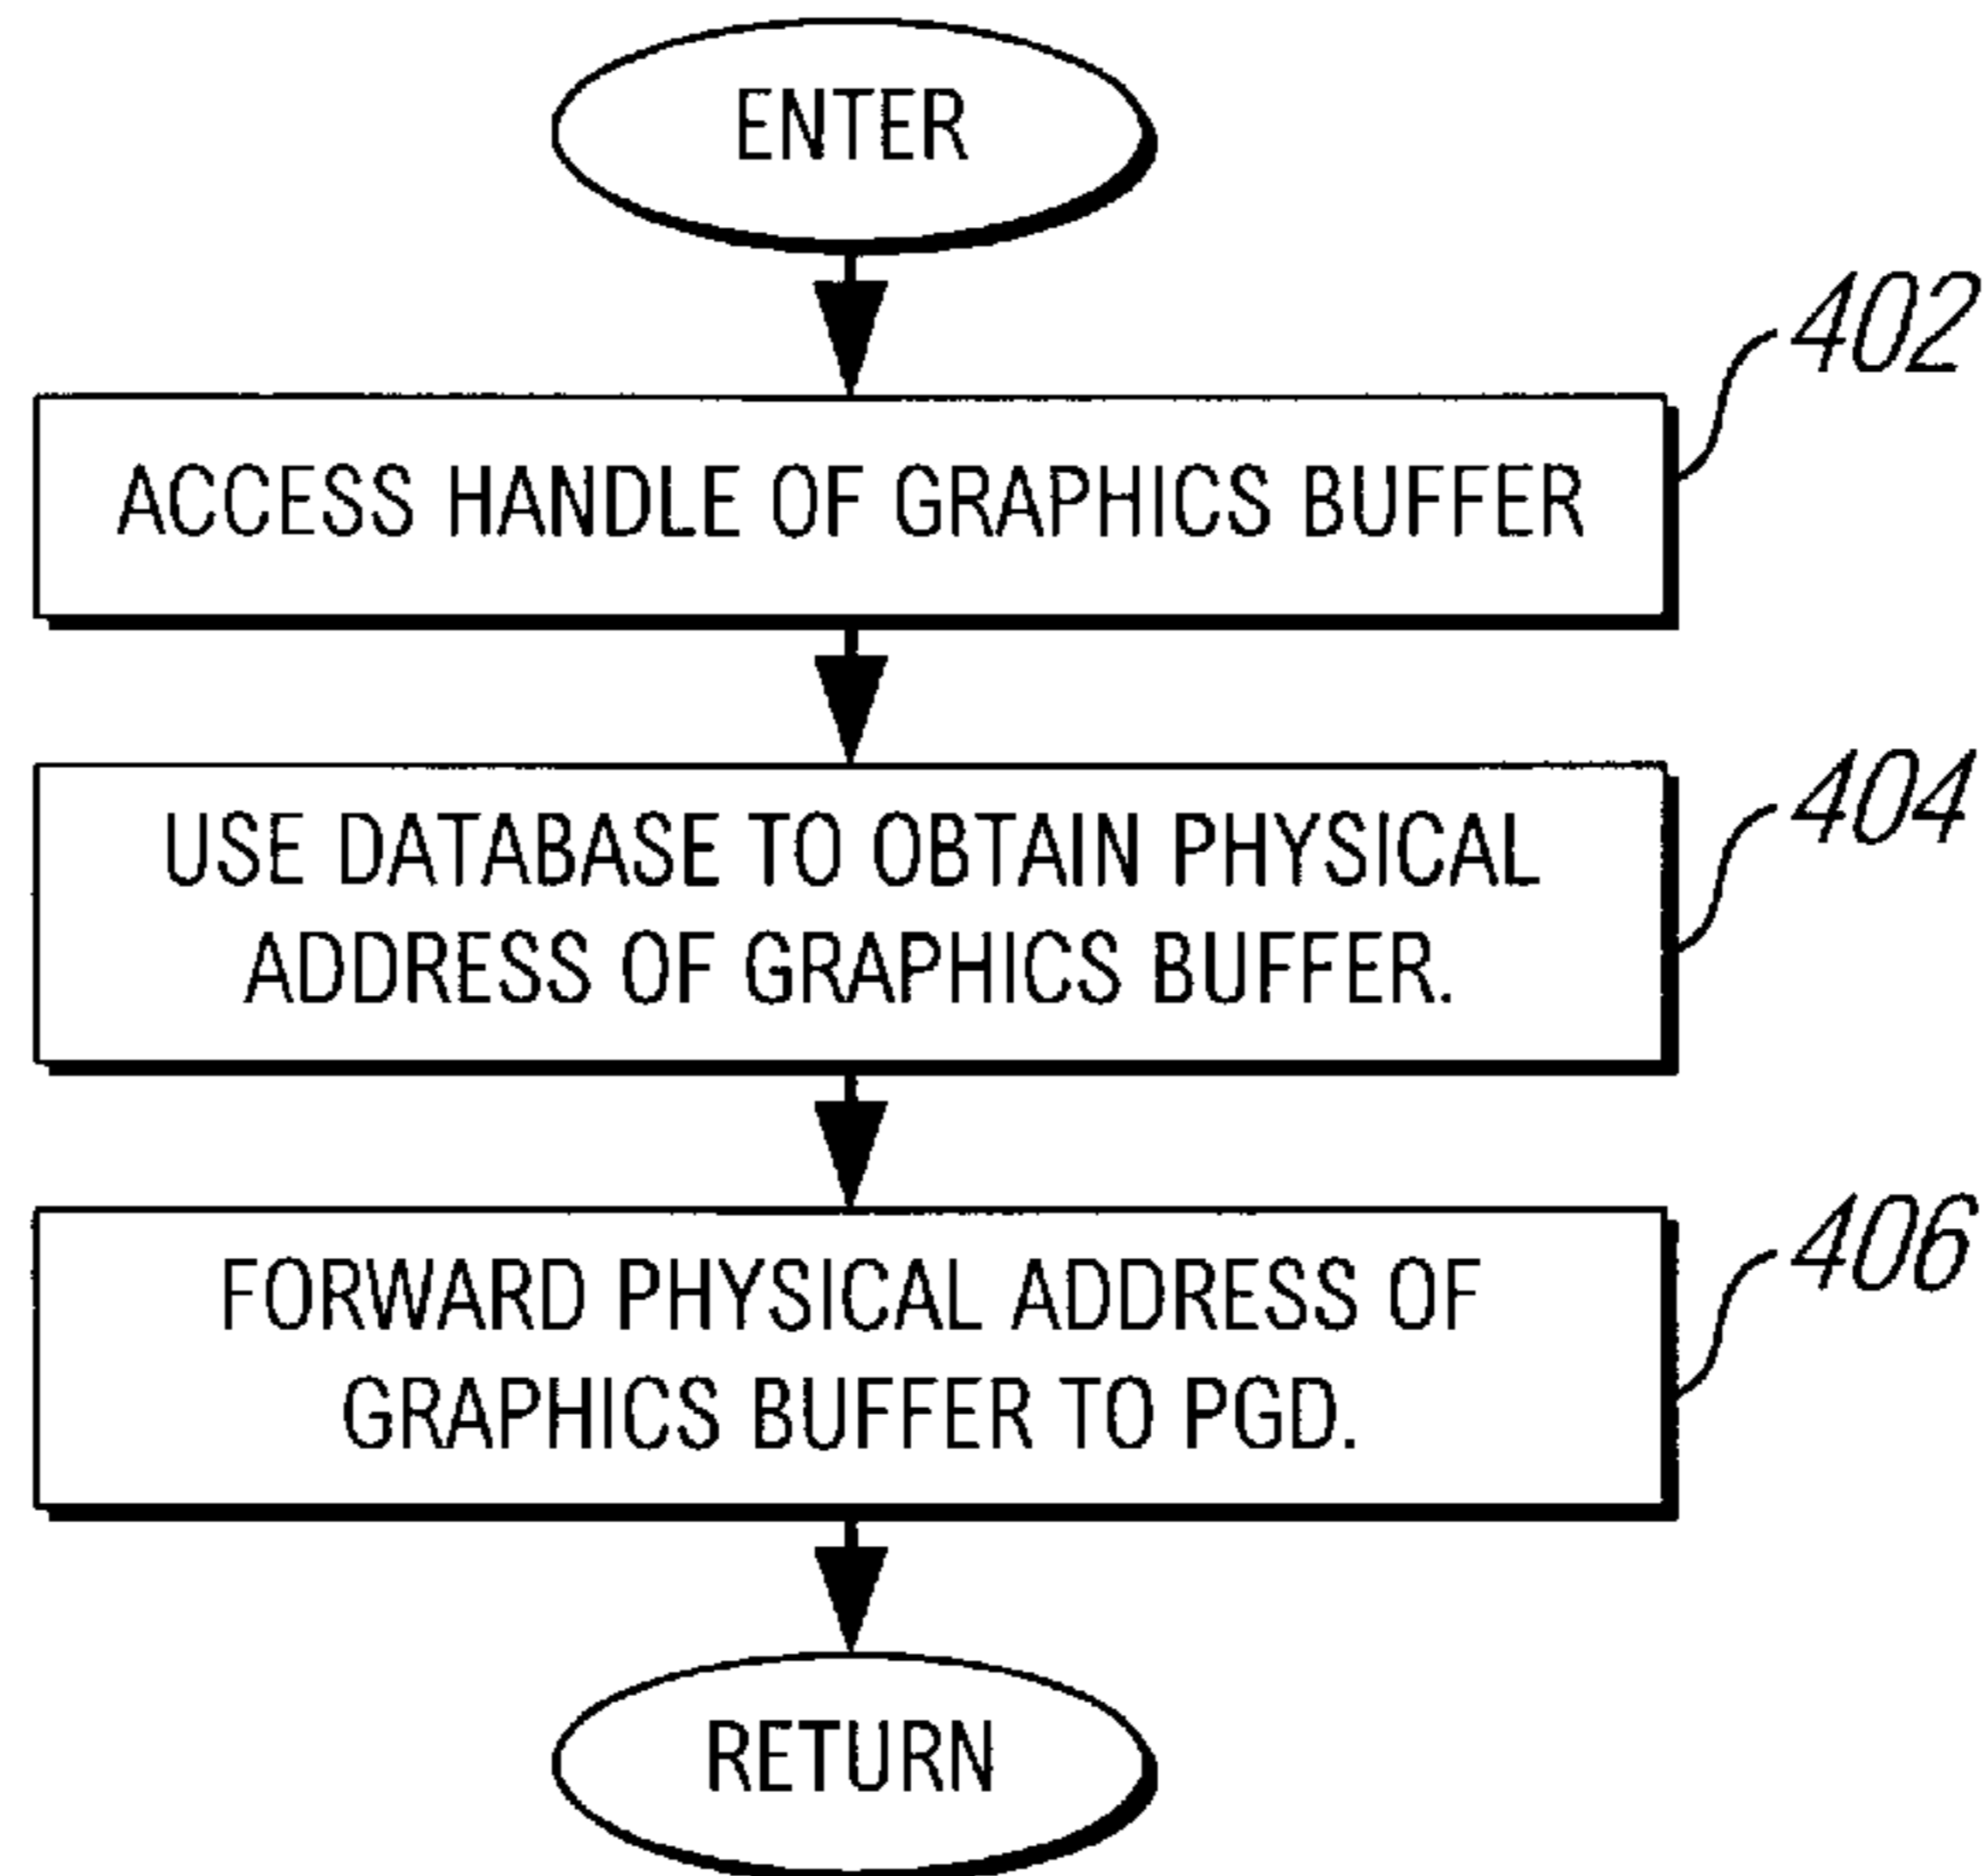 ENTER
402
ACCESS HANDLE OF GRAPHICS BUFFER
404
USE DATABASE TO OBTAIN PHYSICAL
ADDRESS OF GRAPHICS BUFFER.
406
FORWARD PHYSICAL ADDRESS OF
GRAPHICS BUFFER TO PGD.
RETURN